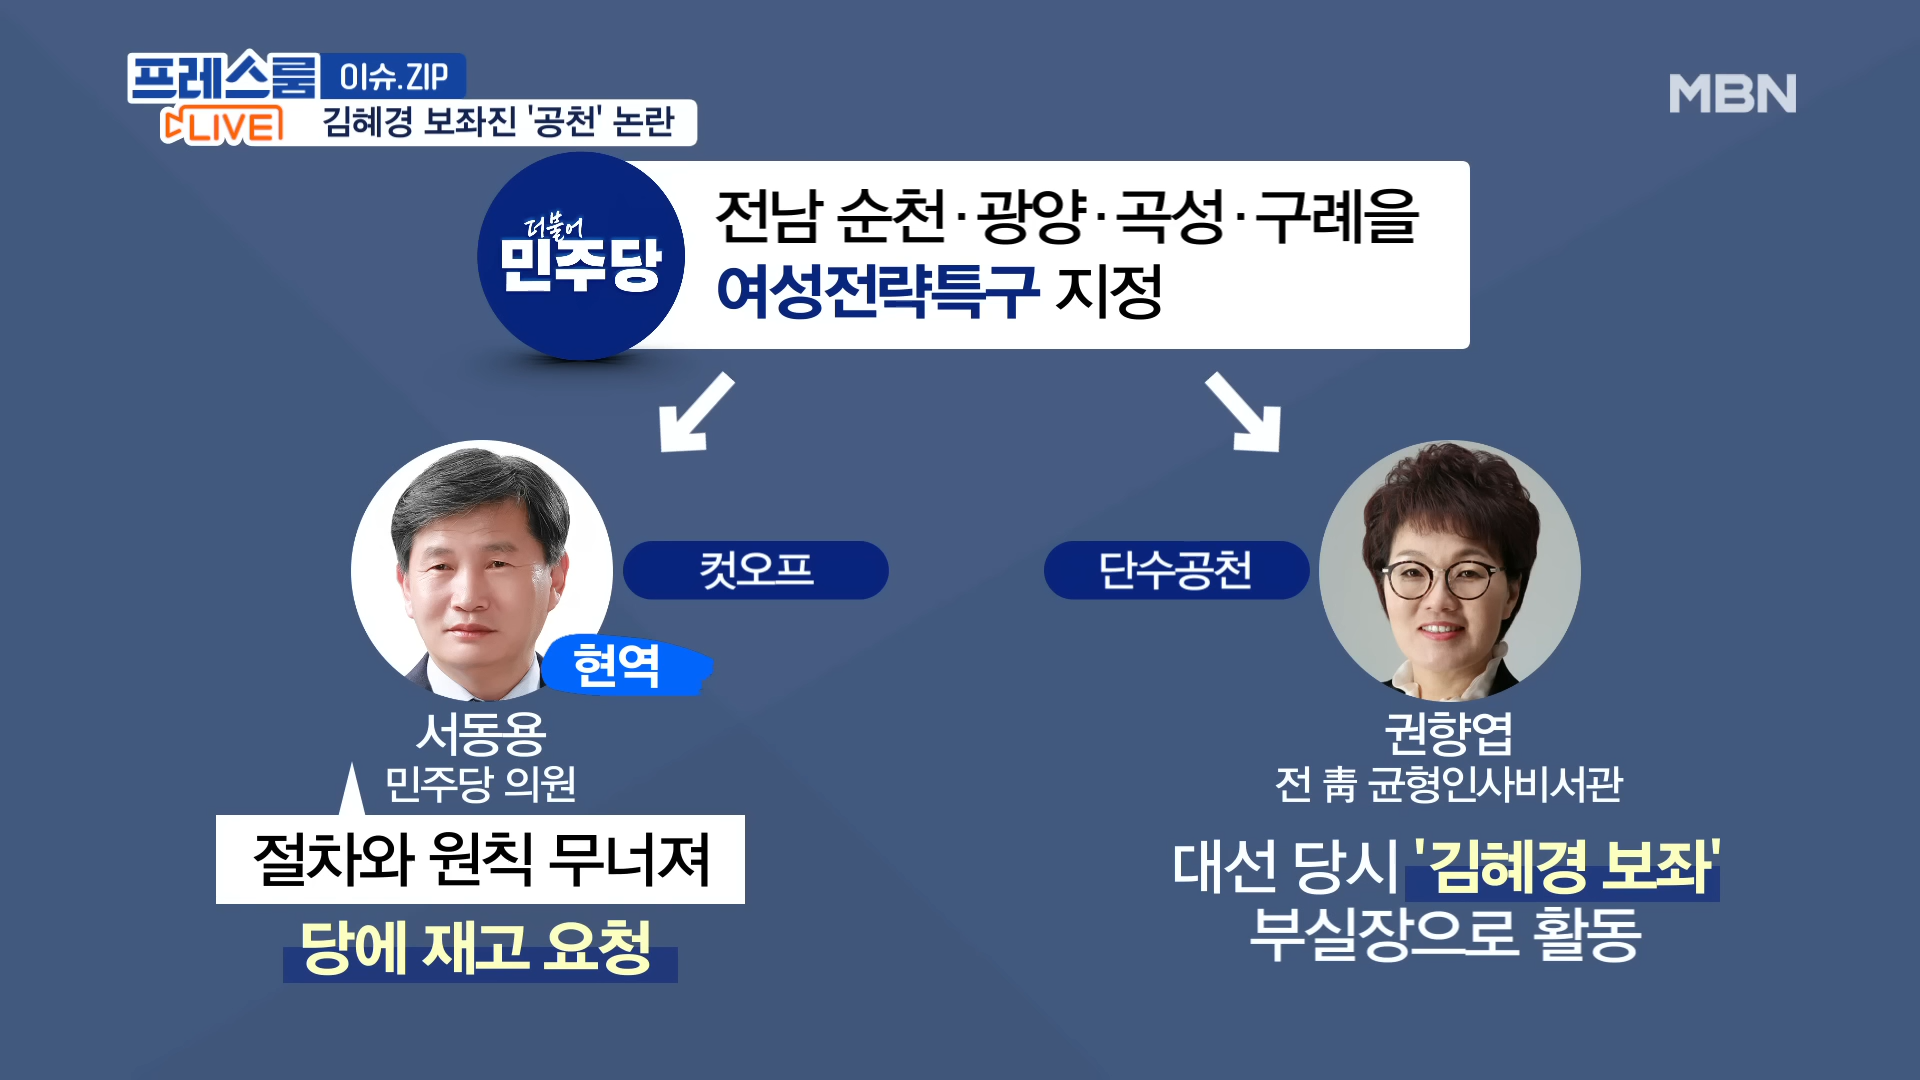 프레스룸 이슈.ZIP
LIVE 김혜경 보좌진 '공천' 논란
MBN
더불어
민주당
전남 순천·광양·곡성·구례을
여성전략특구 지정
컷오프
현역
서동용
민주당 의원
절차와 원칙 무너져
당에 재고 요청
단수공천
권향엽
전 靑 균형인사비서관
대선 당시 '김혜경 보좌'
부실장으로 활동